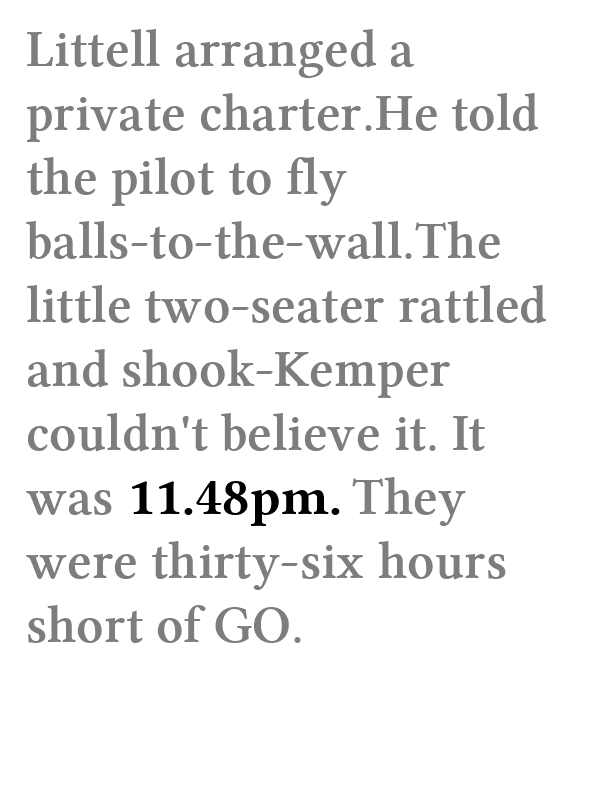 Littell arranged a
private charter.He told
the pilot to fly
balls-to-the-wall.The
little two-seater rattled
and shook-Kemper
couldn't believe it. It
was 11.48pm. They
were thirty-six hours
short of GO.